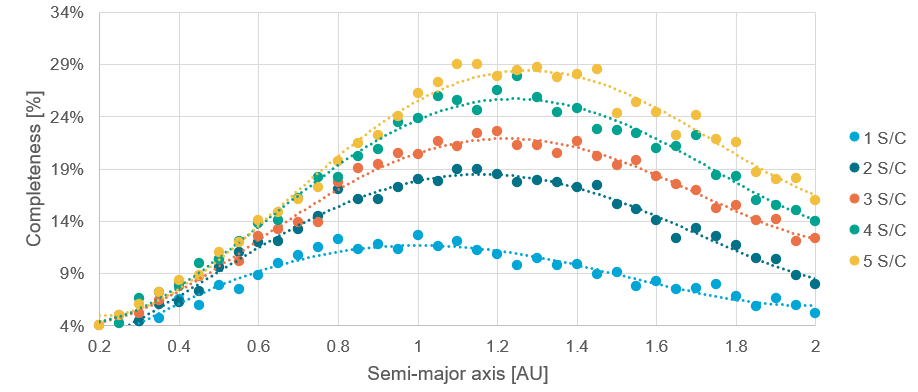 34%
29%
24%
19%
14%
9%
4%
Completeness [%]
0.2 0.4 0.6 0.8 1 1.2 1.4 1.6 1.8 2
Semi-major axis [AU]
1 S/C
2 S/C
3 S/C
4 S/C
5 S/C